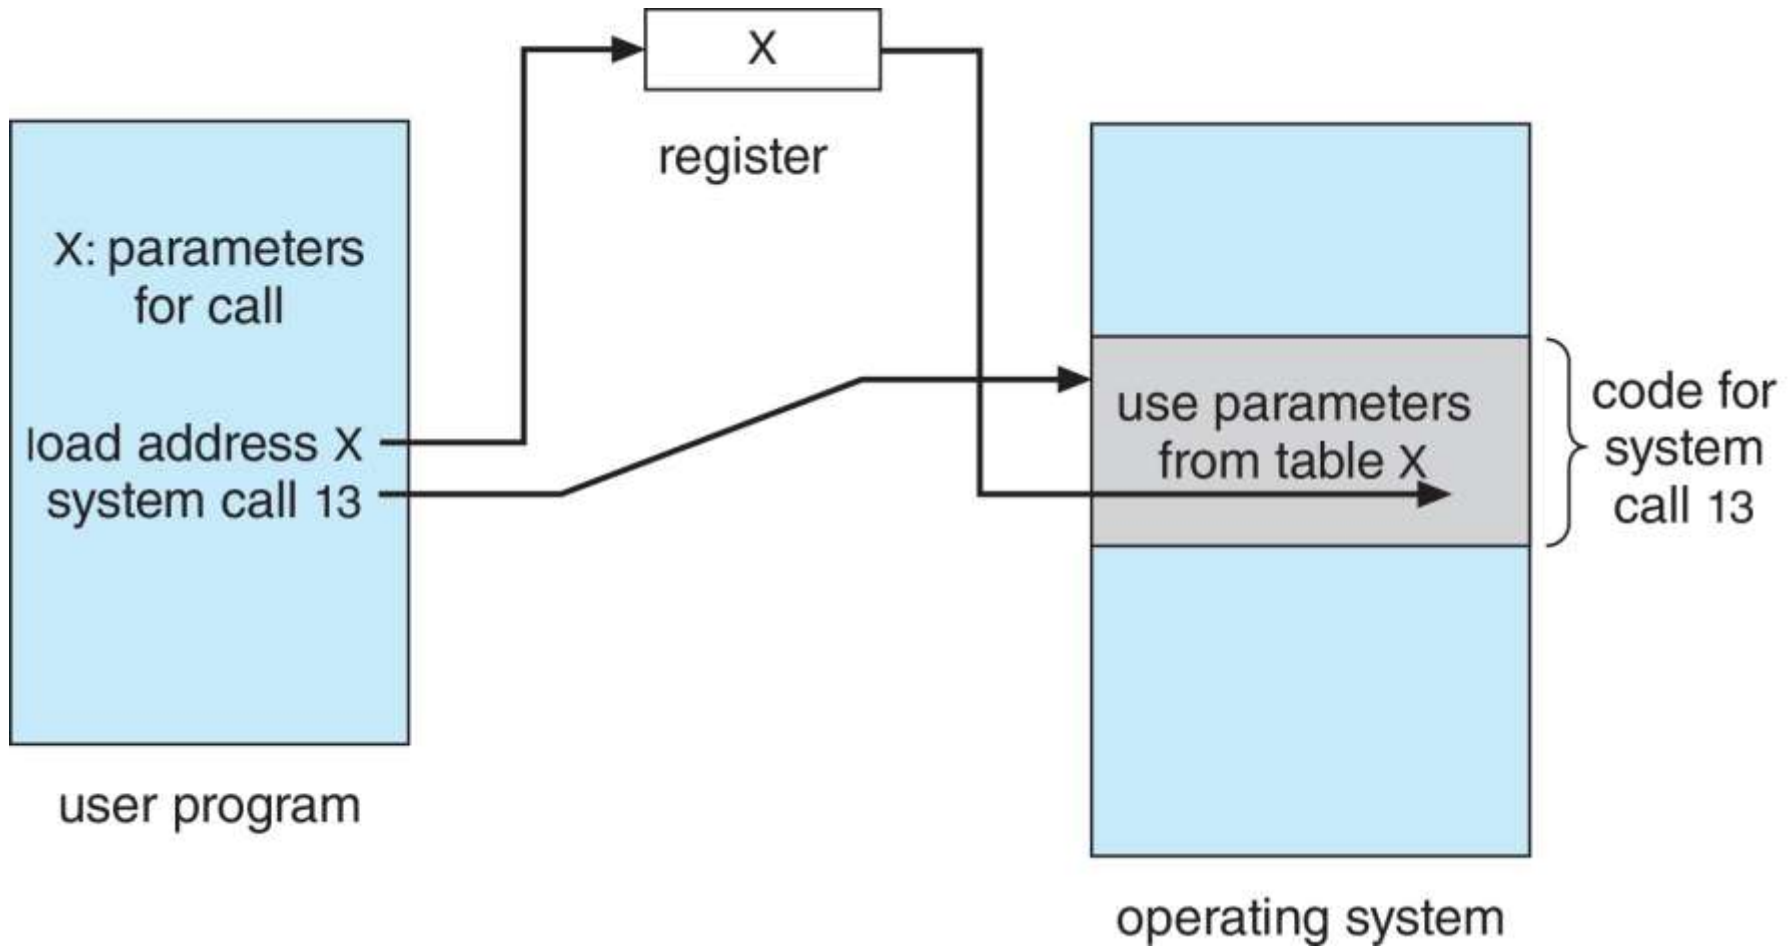 X
register
X: parameters
for call
load address X
system call 13
user program
use parameters
from table X
code for
system
call 13
operating system